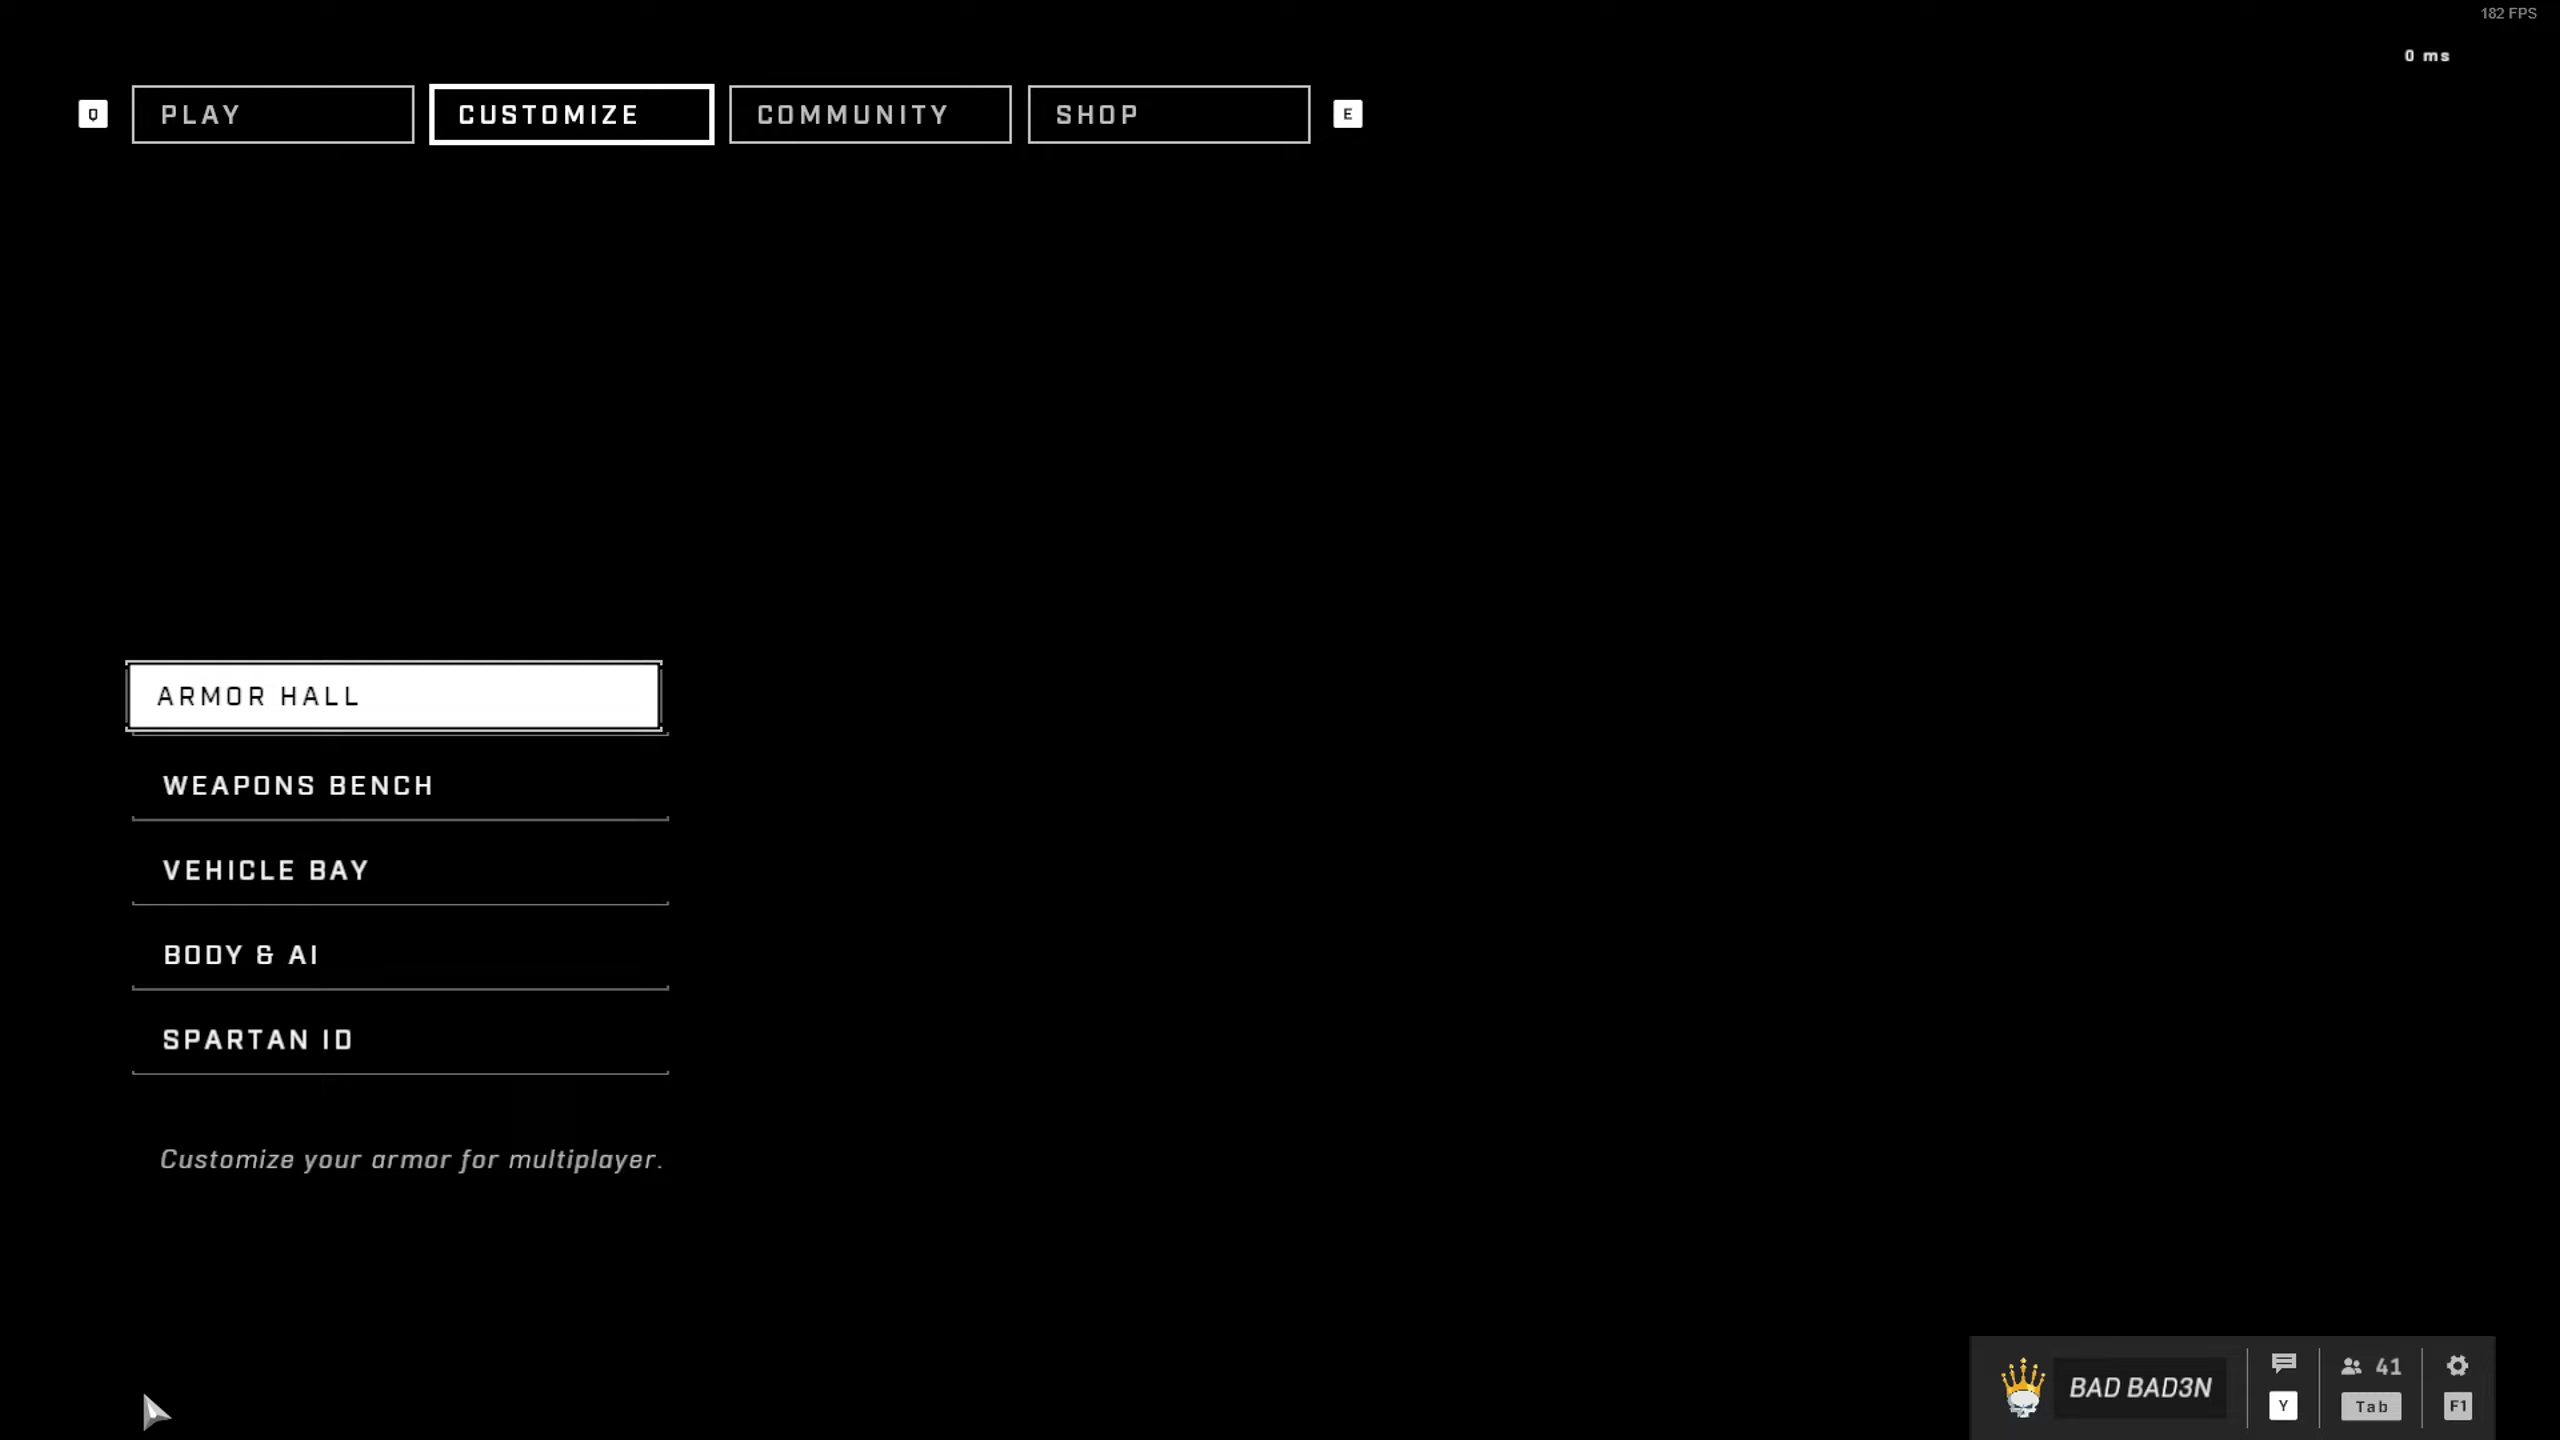 182 FPS
0 ms
Q PLAY CUSTOMIZE COMMUNITY SHOP E
ARMOR HALL
WEAPONS BENCH
VEHICLE BAY
BODY & AI
SPARTAN ID
Customize your armor for multiplayer.
BAD BAD3N
41
Y Tab F1